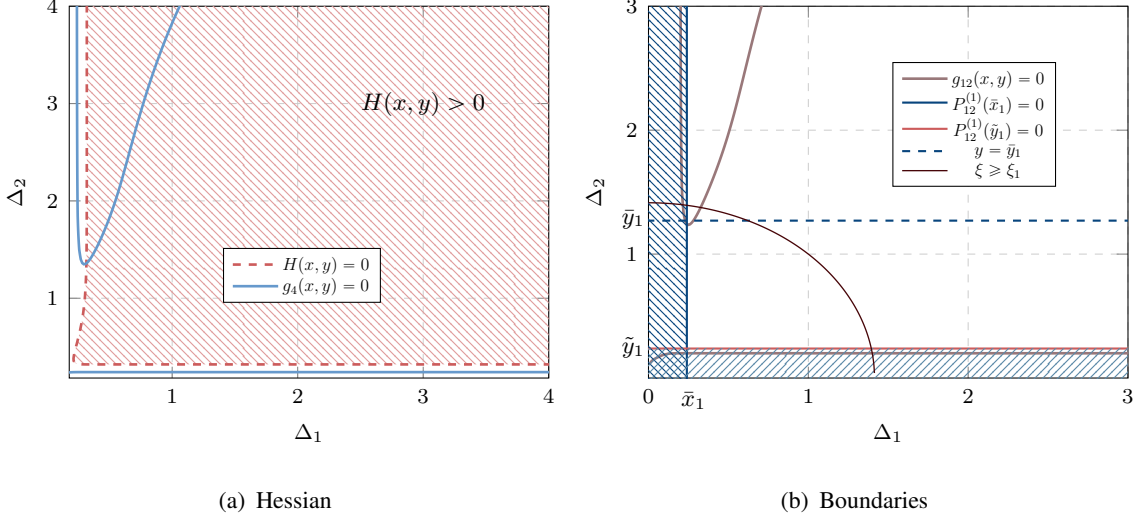 4
3
2
1
Δ₂
H(x, y) > 0
H(x, y) = 0
g₄(x, y) = 0
1
2
3
4
Δ₁
(a) Hessian
3
2
ȳ₁
1
ỹ₁
Δ₂
g₁₂(x, y) = 0
P₁₂⁽¹⁾(x̄₁) = 0
P₁₂⁽¹⁾(ỹ₁) = 0
y = ȳ₁
ξ ⩾ ξ₁
0
x̄₁
1
2
3
Δ₁
(b) Boundaries